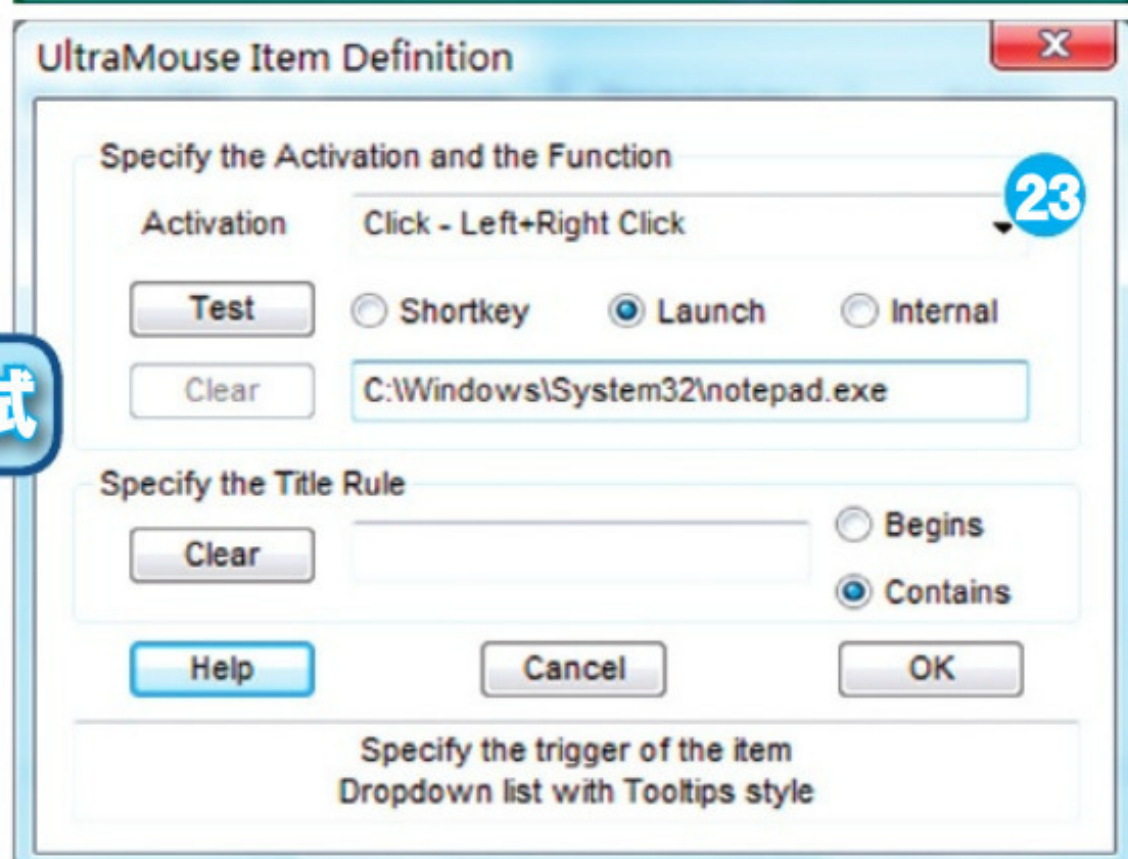 UltraMouse Item Definition
Specify the Activation and the Function
23
Activation Click - Left+Right Click
Test Shortkey Launch Internal
Clear C:\Windows\System32\notepad.exe
式
Specify the Title Rule
Clear Begins
Contains
Help Cancel OK
Specify the trigger of the item
Dropdown list with Tooltips style